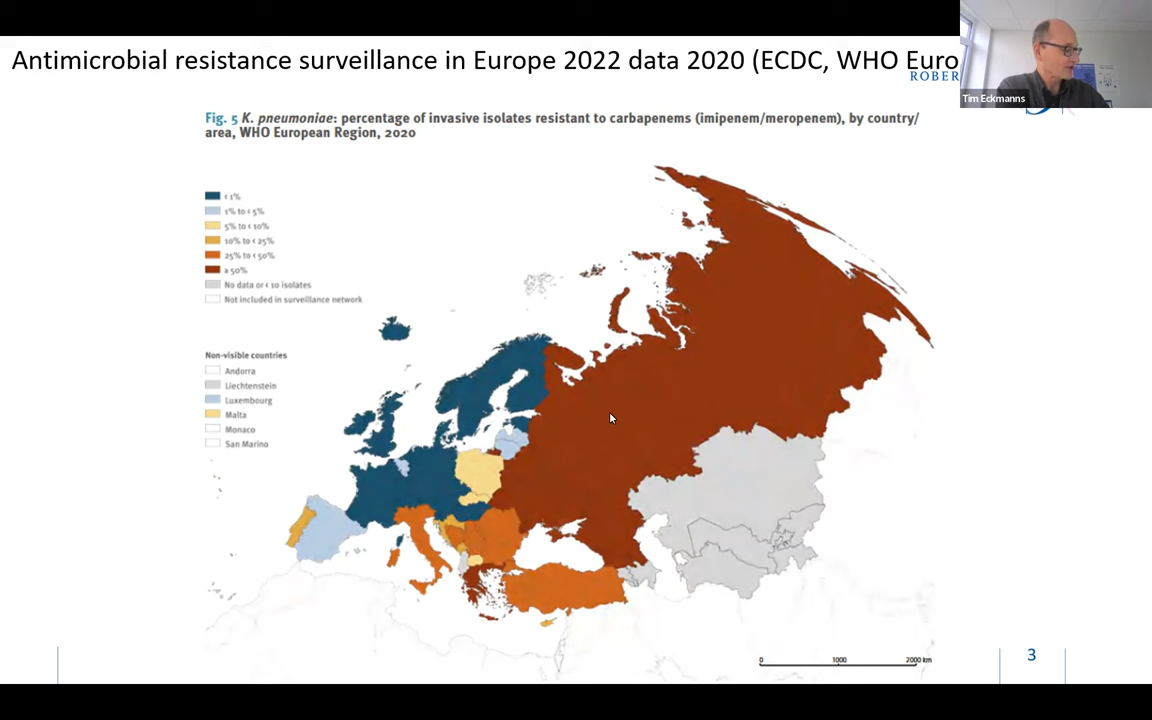 Antimicrobial resistance surveillance in Europe 2022 data 2020 (ECDC, WHO Euro
ROBER
Tim Eckmanns
Fig. 5 K. pneumoniae: percentage of invasive isolates resistant to carbapenems (imipenem/meropenem), by country/
area, WHO European Region, 2020
< 1%
1% to < 5%
5% to < 10%
10% to < 25%
25% to < 50%
≥ 50%
No data or < 10 isolates
Not included in surveillance network
Non-visible countries
Andorra
Liechtenstein
Luxembourg
Malta
Monaco
San Marino
0 1000 2000 km
3